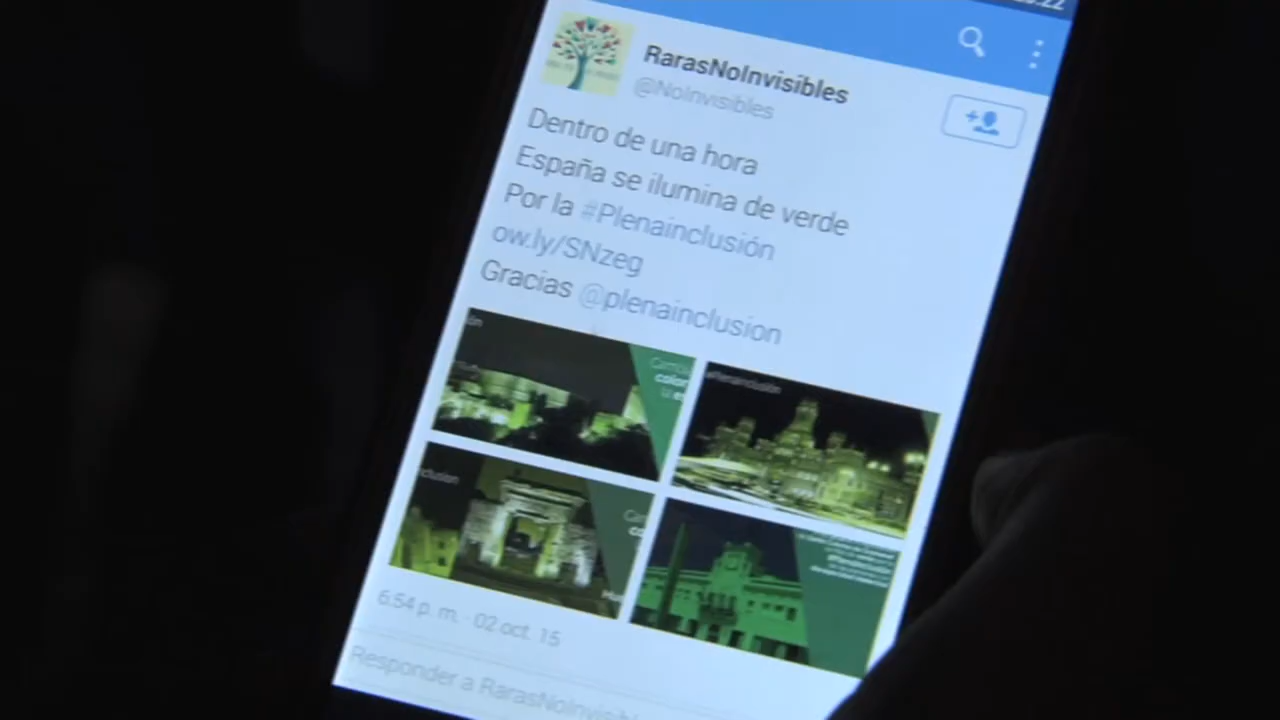 RarasNoInvisibles
@NoInvisibles
Dentro de una hora
España se ilumina de verde
Por la #Plenainclusión
ow.ly/SNzeg
Gracias @plenainclusion
6:54 p. m. · 02 oct. 15
Responder a RarasNoInvisibl